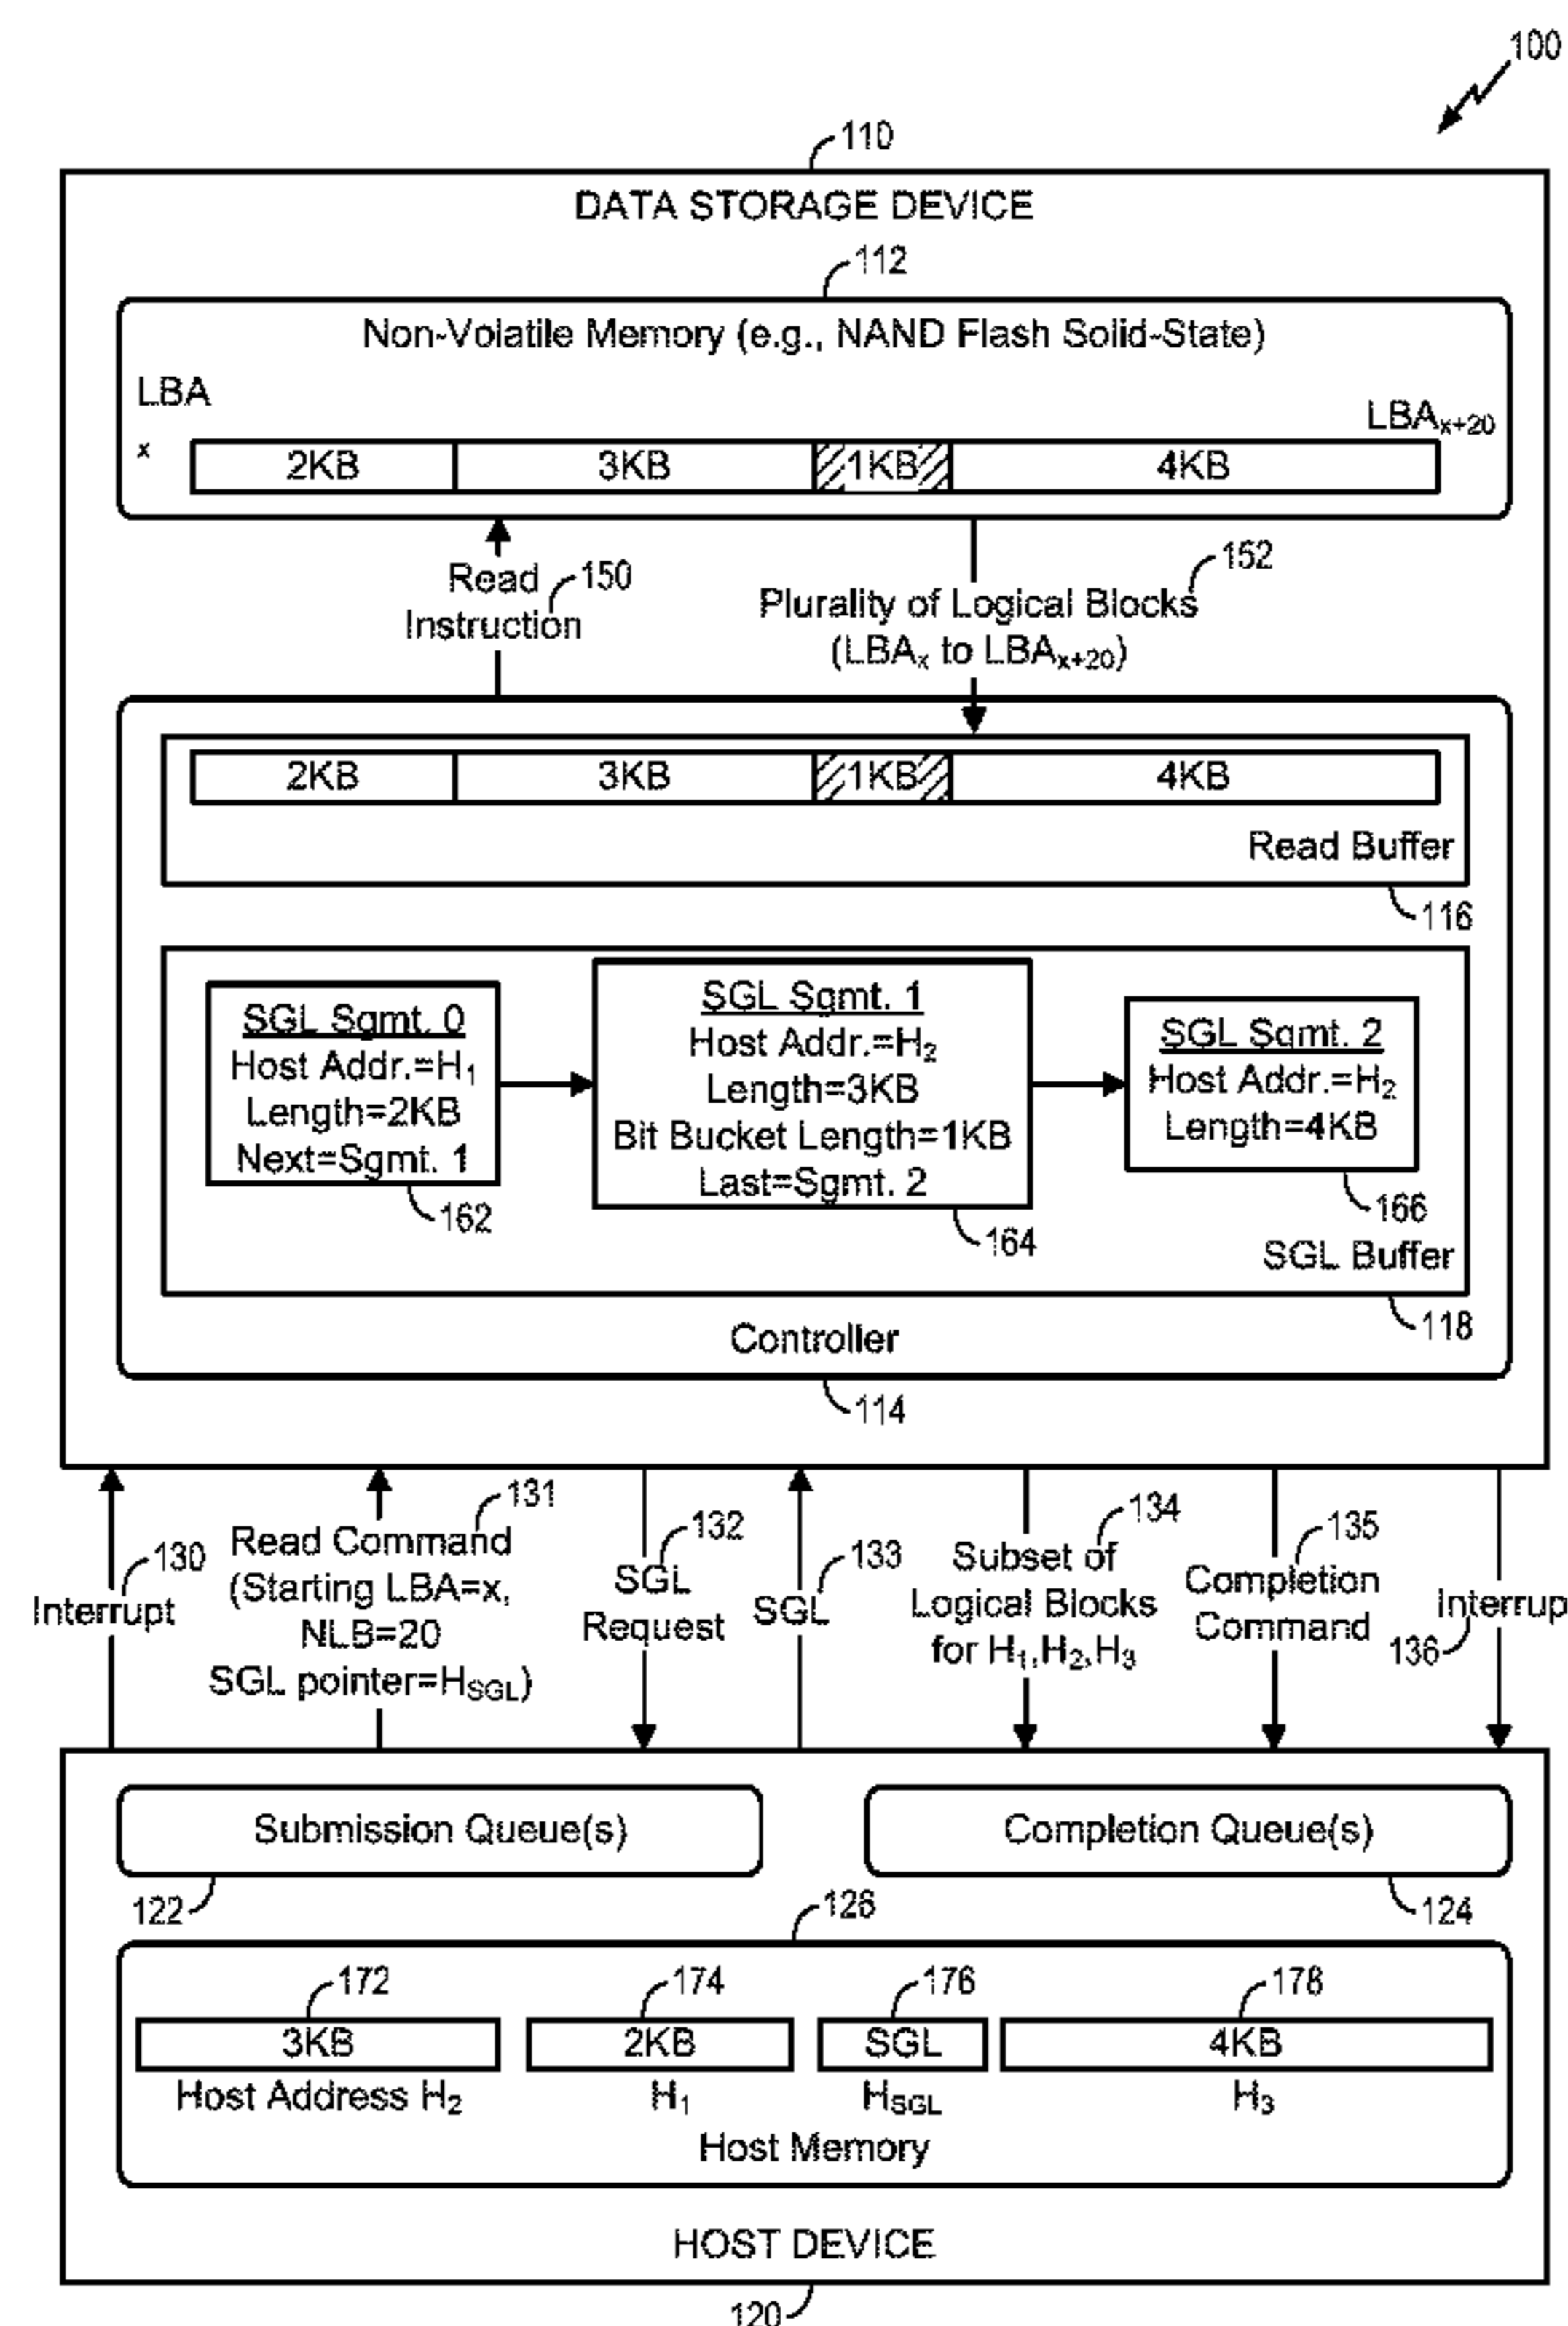 100
110
DATA STORAGE DEVICE
112
Non-Volatile Memory (e.g., NAND Flash Solid-State)
LBA
x
LBAx+20
2KB 3KB 1KB 4KB
Read
Instruction
150
152
Plurality of Logical Blocks
(LBAx to LBAx+20)
2KB 3KB 1KB 4KB
Read Buffer
116
SGL Sgmt. 0
Host Addr.=H1
Length=2KB
Next=Sgmt. 1
162
SGL Sgmt. 1
Host Addr.=H2
Length=3KB
Bit Bucket Length=1KB
Last=Sgmt. 2
164
SGL Sgmt. 2
Host Addr.=H2
Length=4KB
166
SGL Buffer
118
Controller
114
130
Interrupt
131
Read Command
(Starting LBA=x,
NLB=20
SGL pointer=HSGL)
132
SGL
Request
133
SGL
134
Subset of
Logical Blocks
for H1,H2,H3
135
Completion
Command
Interrup
136
Submission Queue(s)
122
Completion Queue(s)
124
126
172 174 176 178
3KB 2KB SGL 4KB
Host Address H2 H1 HSGL H3
Host Memory
HOST DEVICE
120